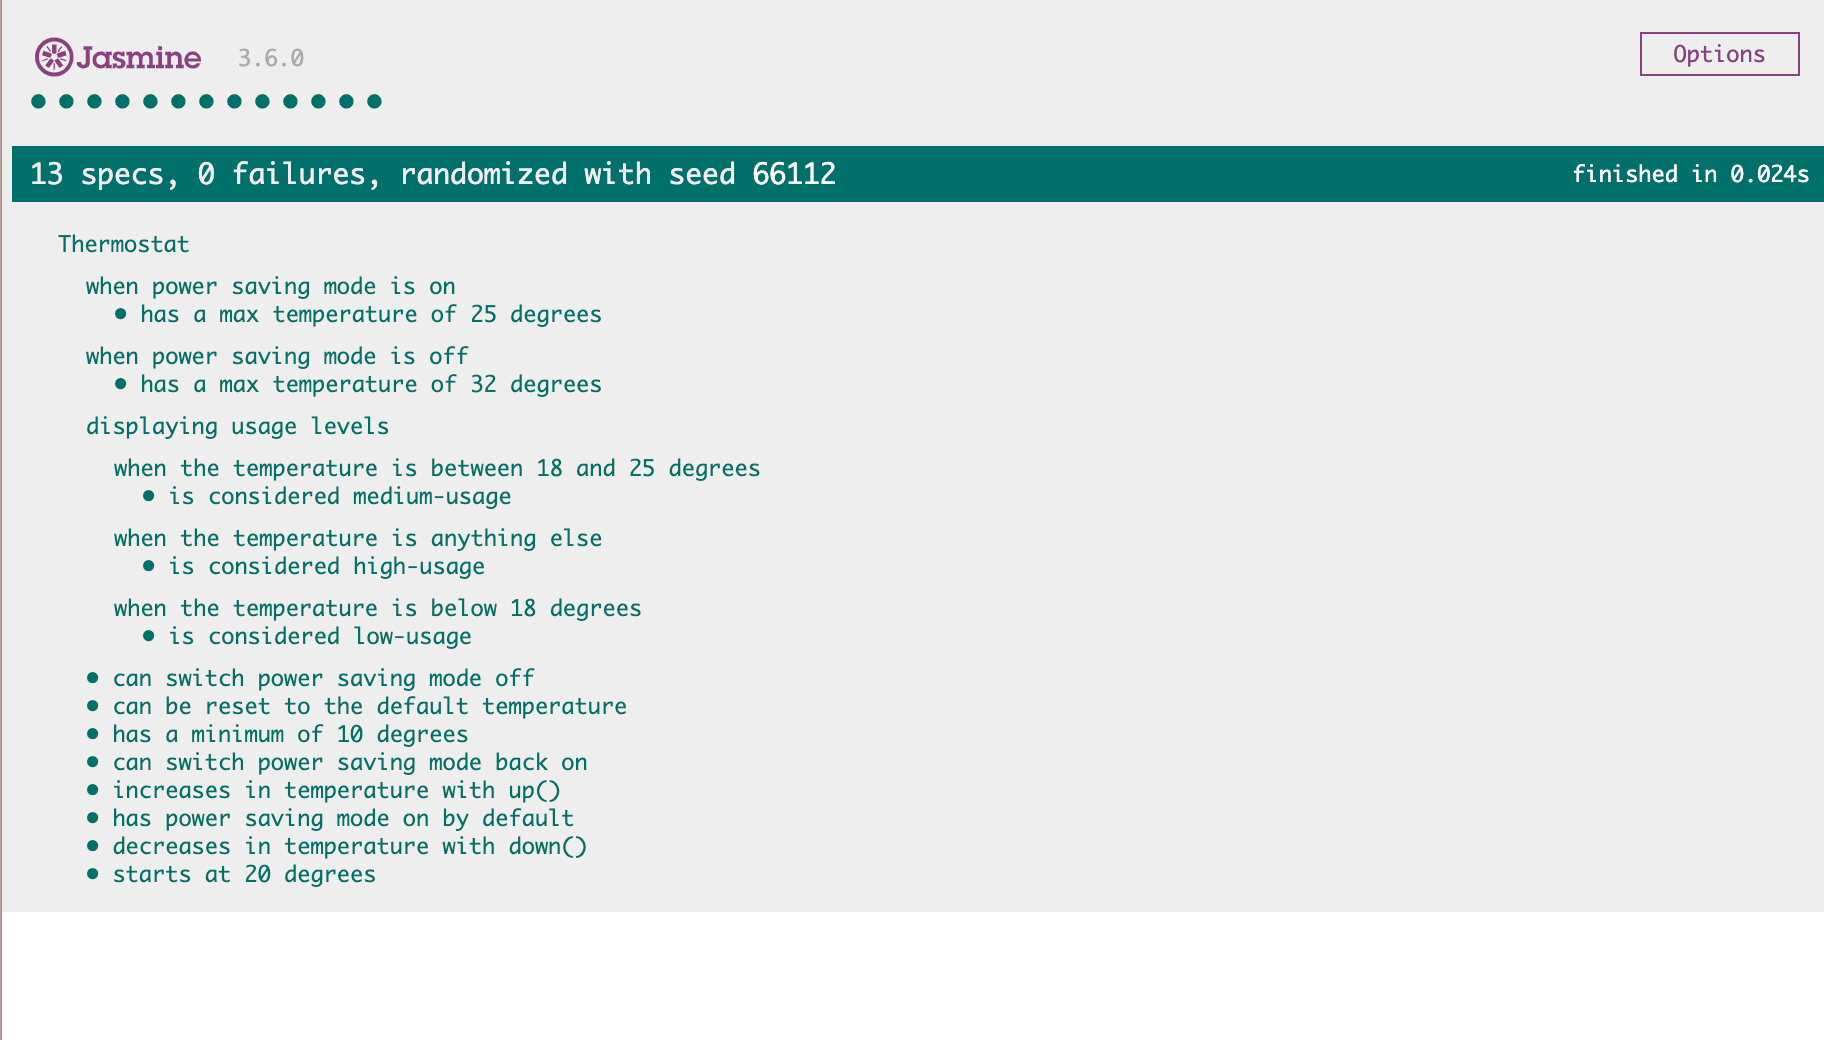 Jasmine 3.6.0 Options
13 specs, 0 failures, randomized with seed 66112 finished in 0.024s
Thermostat
when power saving mode is on
• has a max temperature of 25 degrees
when power saving mode is off
• has a max temperature of 32 degrees
displaying usage levels
when the temperature is between 18 and 25 degrees
• is considered medium-usage
when the temperature is anything else
• is considered high-usage
when the temperature is below 18 degrees
• is considered low-usage
• can switch power saving mode off
• can be reset to the default temperature
• has a minimum of 10 degrees
• can switch power saving mode back on
• increases in temperature with up()
• has power saving mode on by default
• decreases in temperature with down()
• starts at 20 degrees